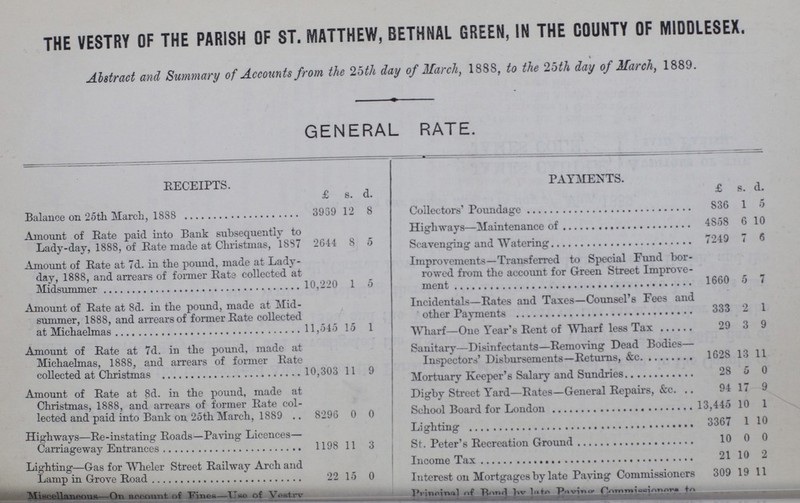 THE VESTRY OF THE PARISH OF ST. MATTHEW, BETHNAL GREEN, IN THE COUNTY OF MIDDLESEX.
Abstract and Summary of Accounts from the 25th day of March, 1888, to the 25th day of March, 1889.
GENERAL RATE.
RECEIPTS.
£ s. d.
Balance on 25th March, 1888 .................... 3959 12 8
Amount of Rate paid into Bank subsequently to
Lady-day, 1888, of Rate made at Christmas, 1887 2644 8 5
Amount of Rate at 7d. in the pound, made at Lady-
day, 1888, and arrears of former Rate collected at
Midsummer .................... 10,220 1 5
Amount of Rate at 8d. in the pound, made at Mid-
summer, 1888, and arrears of former Rate collected
at Michaelmas .................... 11,545 15 1
Amount of Rate at 7d. in the pound, made at
Michaelmas, 1888, and arrears of former Rate
collected at Christmas .................... 10,303 11 9
Amount of Rate at 8d. in the pound, made at
Christmas, 1888, and arrears of former Rate col-
lected and paid into Bank on 25th March, 1889 .. 8296 0 0
Highways—Re-instating Roads—Paving Licences—
Carriageway Entrances .................... 1198 11 3
Lighting—Gas for Wheler Street Railway Arch and
Lamp in Grove Road .................... 22 15 0
Miscellaneous—On account of Fines—Use of Vestry
PAYMENTS.
£ s. d.
Collectors' Poundage .................... 836 1 5
Highways—Maintenance of .................... 4858 6 10
Scavenging and Watering .................... 7249 7 6
Improvements—Transferred to Special Fund bor-
rowed from the account for Green Street Improve-
ment .................... 1660 5 7
Incidentals—Rates and Taxes—Counsel's Fees and
other Payments .................... 333 2 1
Wharf—One Year's Rent of Wharf less Tax ...... 29 3 9
Sanitary—Disinfectants—Removing Dead Bodies—
Inspectors' Disbursements—Returns, &c. ........ 1628 13 11
Mortuary Keeper's Salary and Sundries ............ 28 5 0
Digby Street Yard—Rates—General Repairs, &c. .. 94 17 9
School Board for London .................... 13,445 10 1
Lighting .................... 3367 1 10
St. Peter's Recreation Ground .................... 10 0 0
Income Tax .................... 21 10 2
Interest on Mortgages by late Paving Commissioners 309 19 11
Principal of Bond by late Paving Commissioners to